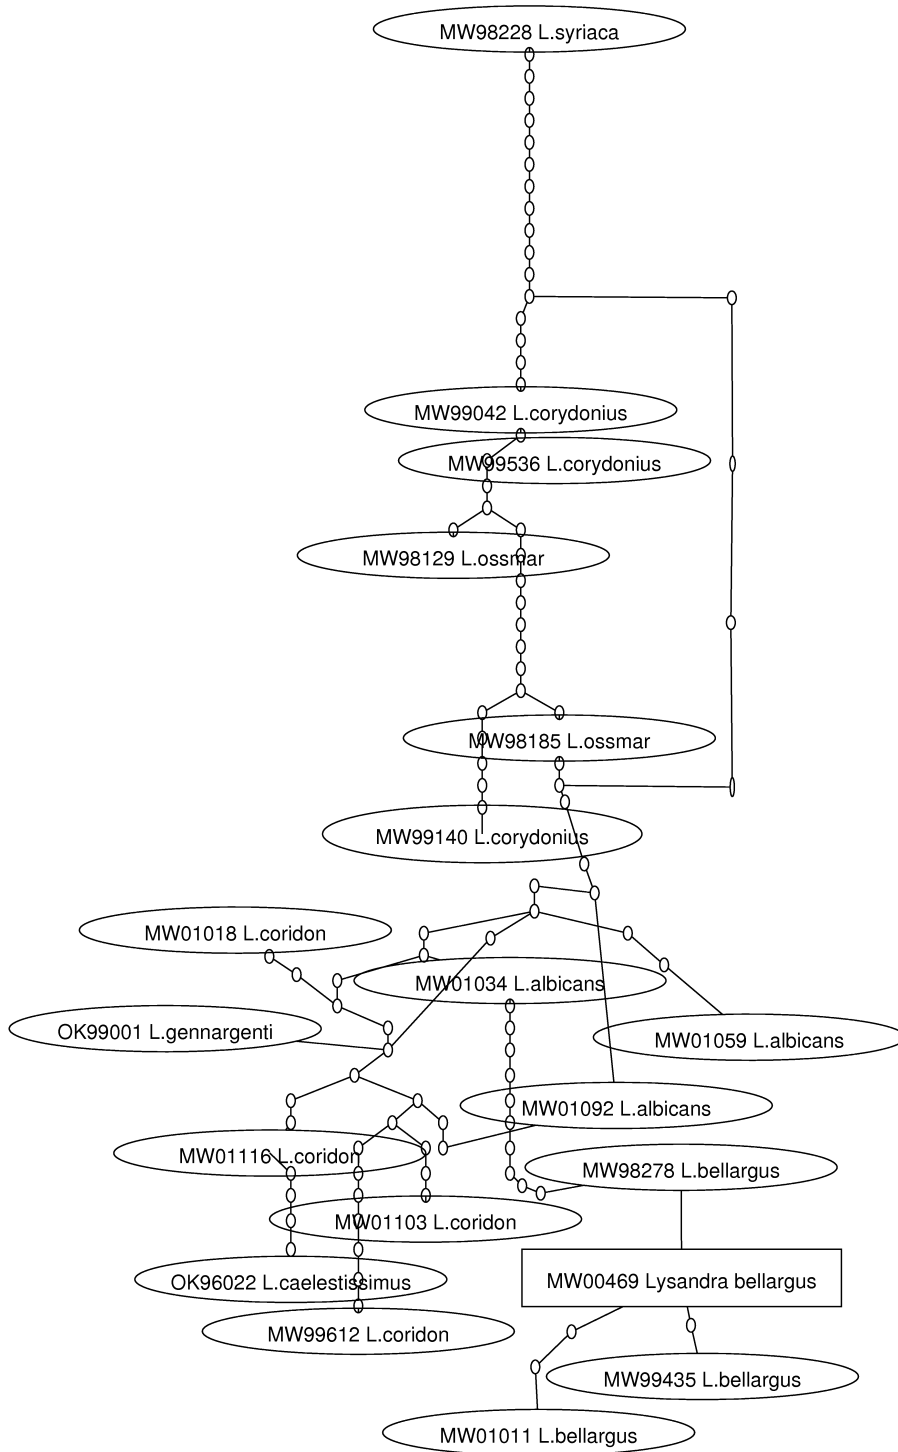 MW98228 L.syriaca
MW99042 L.corydonius
MW99536 L.corydonius
MW98129 L.ossmar
MW98185 L.ossmar
MW99140 L.corydonius
MW01018 L.coridon
MW01034 L.albicans
OK99001 L.gennargenti
MW01059 L.albicans
MW01092 L.albicans
MW01116 L.coridon
MW98278 L.bellargus
MW01103 L.coridon
OK96022 L.caelestissimus
MW00469 Lysandra bellargus
MW99612 L.coridon
MW99435 L.bellargus
MW01011 L.bellargus